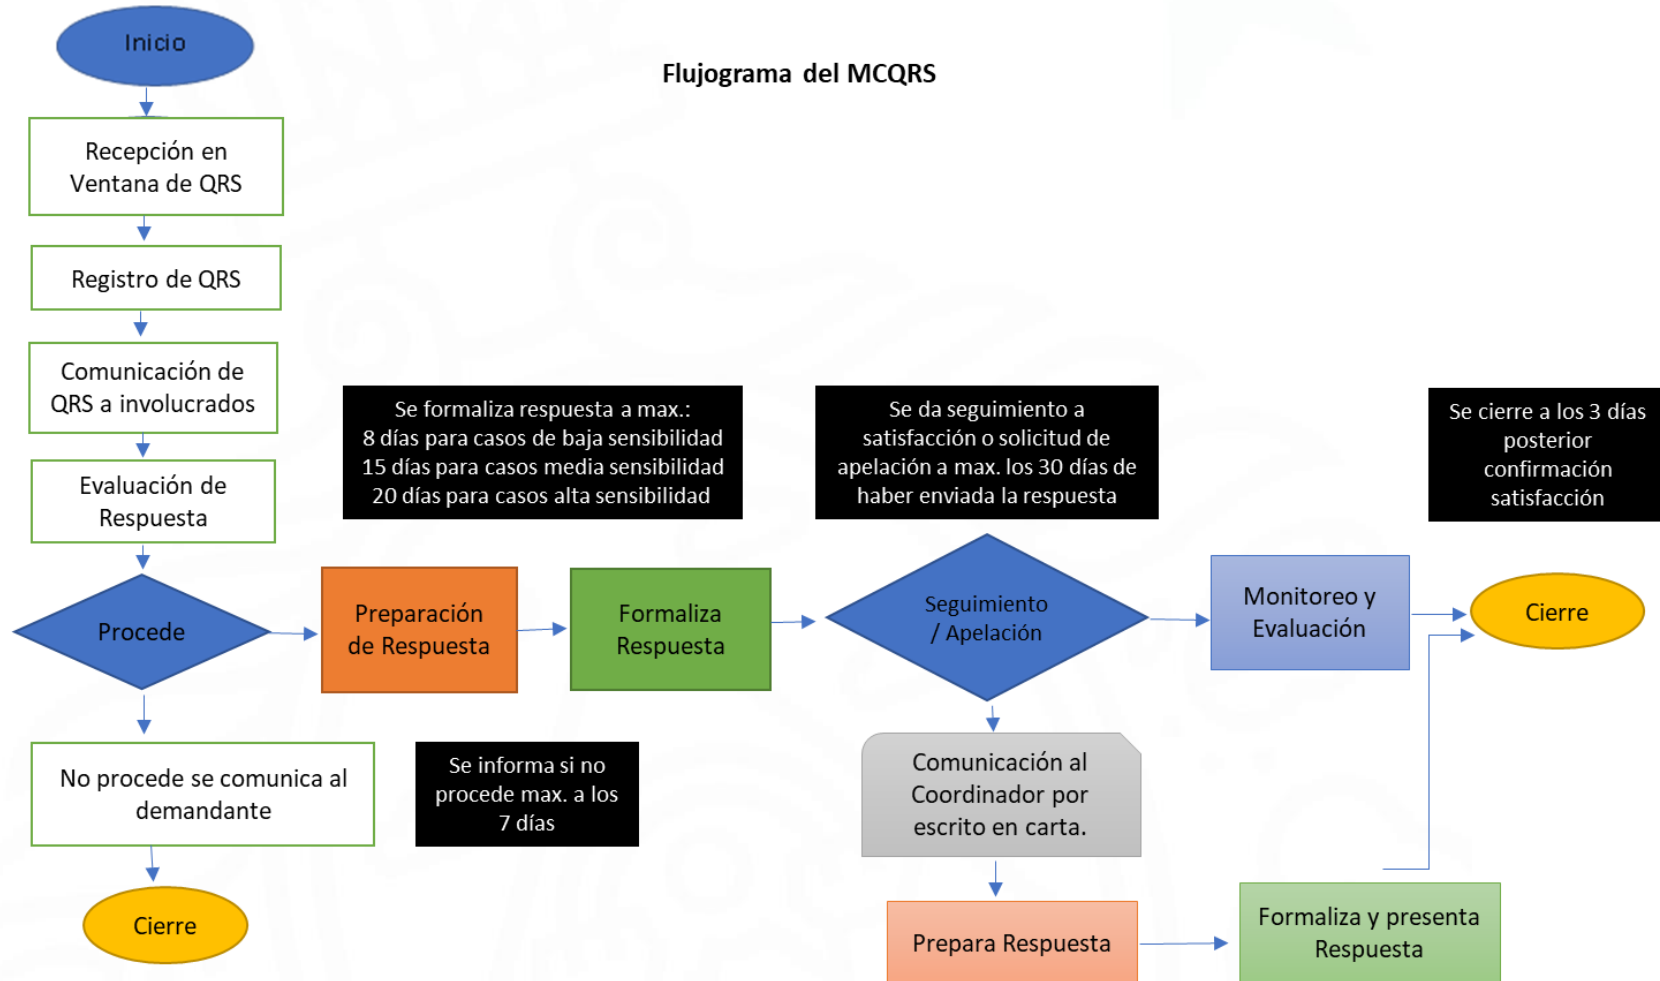 Inicio
Flujograma del MCQRS
Recepción en
Ventana de QRS
Registro de QRS
Comunicación de
QRS a involucrados
Evaluación de
Respuesta
Procede
No procede se comunica al
demandante
Cierre
Se formaliza respuesta a max.:
8 días para casos de baja sensibilidad
15 días para casos media sensibilidad
20 días para casos alta sensibilidad
Preparación
de Respuesta
Formaliza
Respuesta
Se informa si no
procede max. a los
7 días
Se da seguimiento a
satisfacción o solicitud de
apelación a max. los 30 días de
haber enviada la respuesta
Seguimiento
/ Apelación
Comunicación al
Coordinador por
escrito en carta.
Prepara Respuesta
Formaliza y presenta
Respuesta
Monitoreo y
Evaluación
Se cierre a los 3 días
posterior
confirmación
satisfacción
Cierre